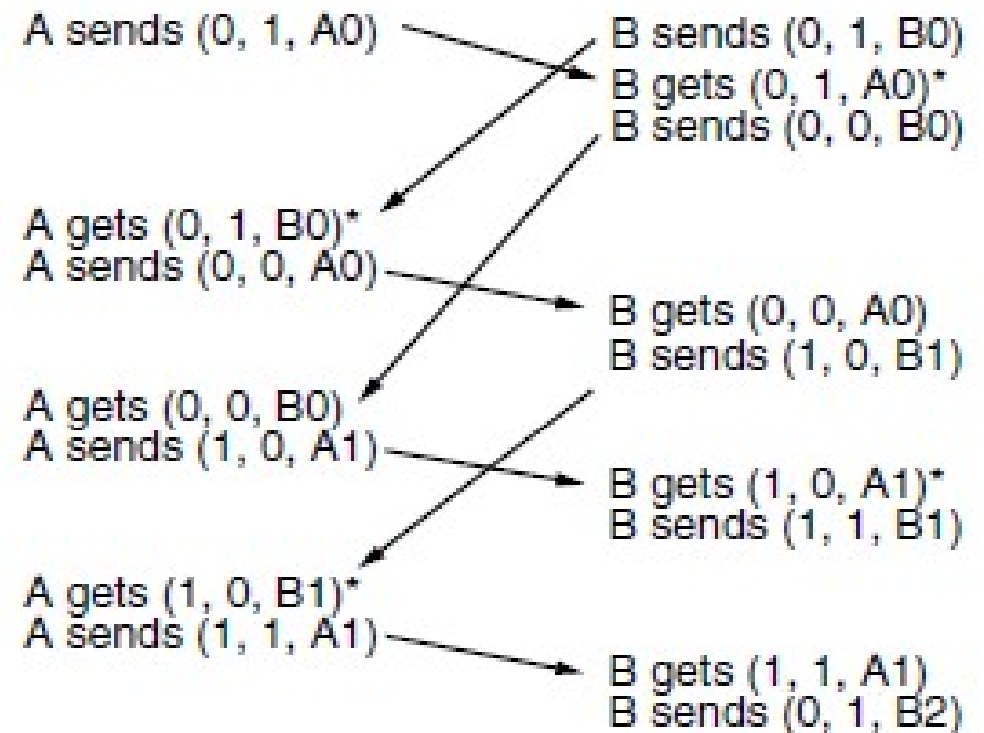 A sends (0, 1, A0)
B sends (0, 1, B0)
B gets (0, 1, A0)*
B sends (0, 0, B0)
A gets (0, 1, B0)*
A sends (0, 0, A0)
B gets (0, 0, A0)
B sends (1, 0, B1)
A gets (0, 0, B0)
A sends (1, 0, A1)
B gets (1, 0, A1)*
B sends (1, 1, B1)
A gets (1, 0, B1)*
A sends (1, 1, A1)
B gets (1, 1, A1)
B sends (0, 1, B2)